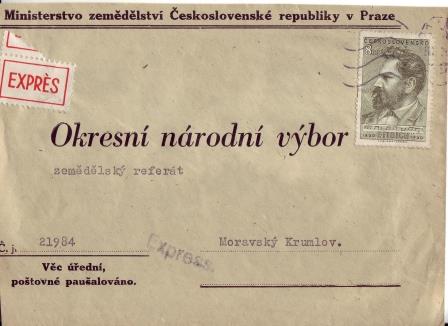 Ministerstvo zemědělství Československé republiky v Praze
EXPRÈS
ČESKOSLOVENSKO
Okresní národní výbor
zemědělský referát
Č. j. 21984
Express.
Moravský Krumlov.
Věc úřední,
poštovné paušalováno.